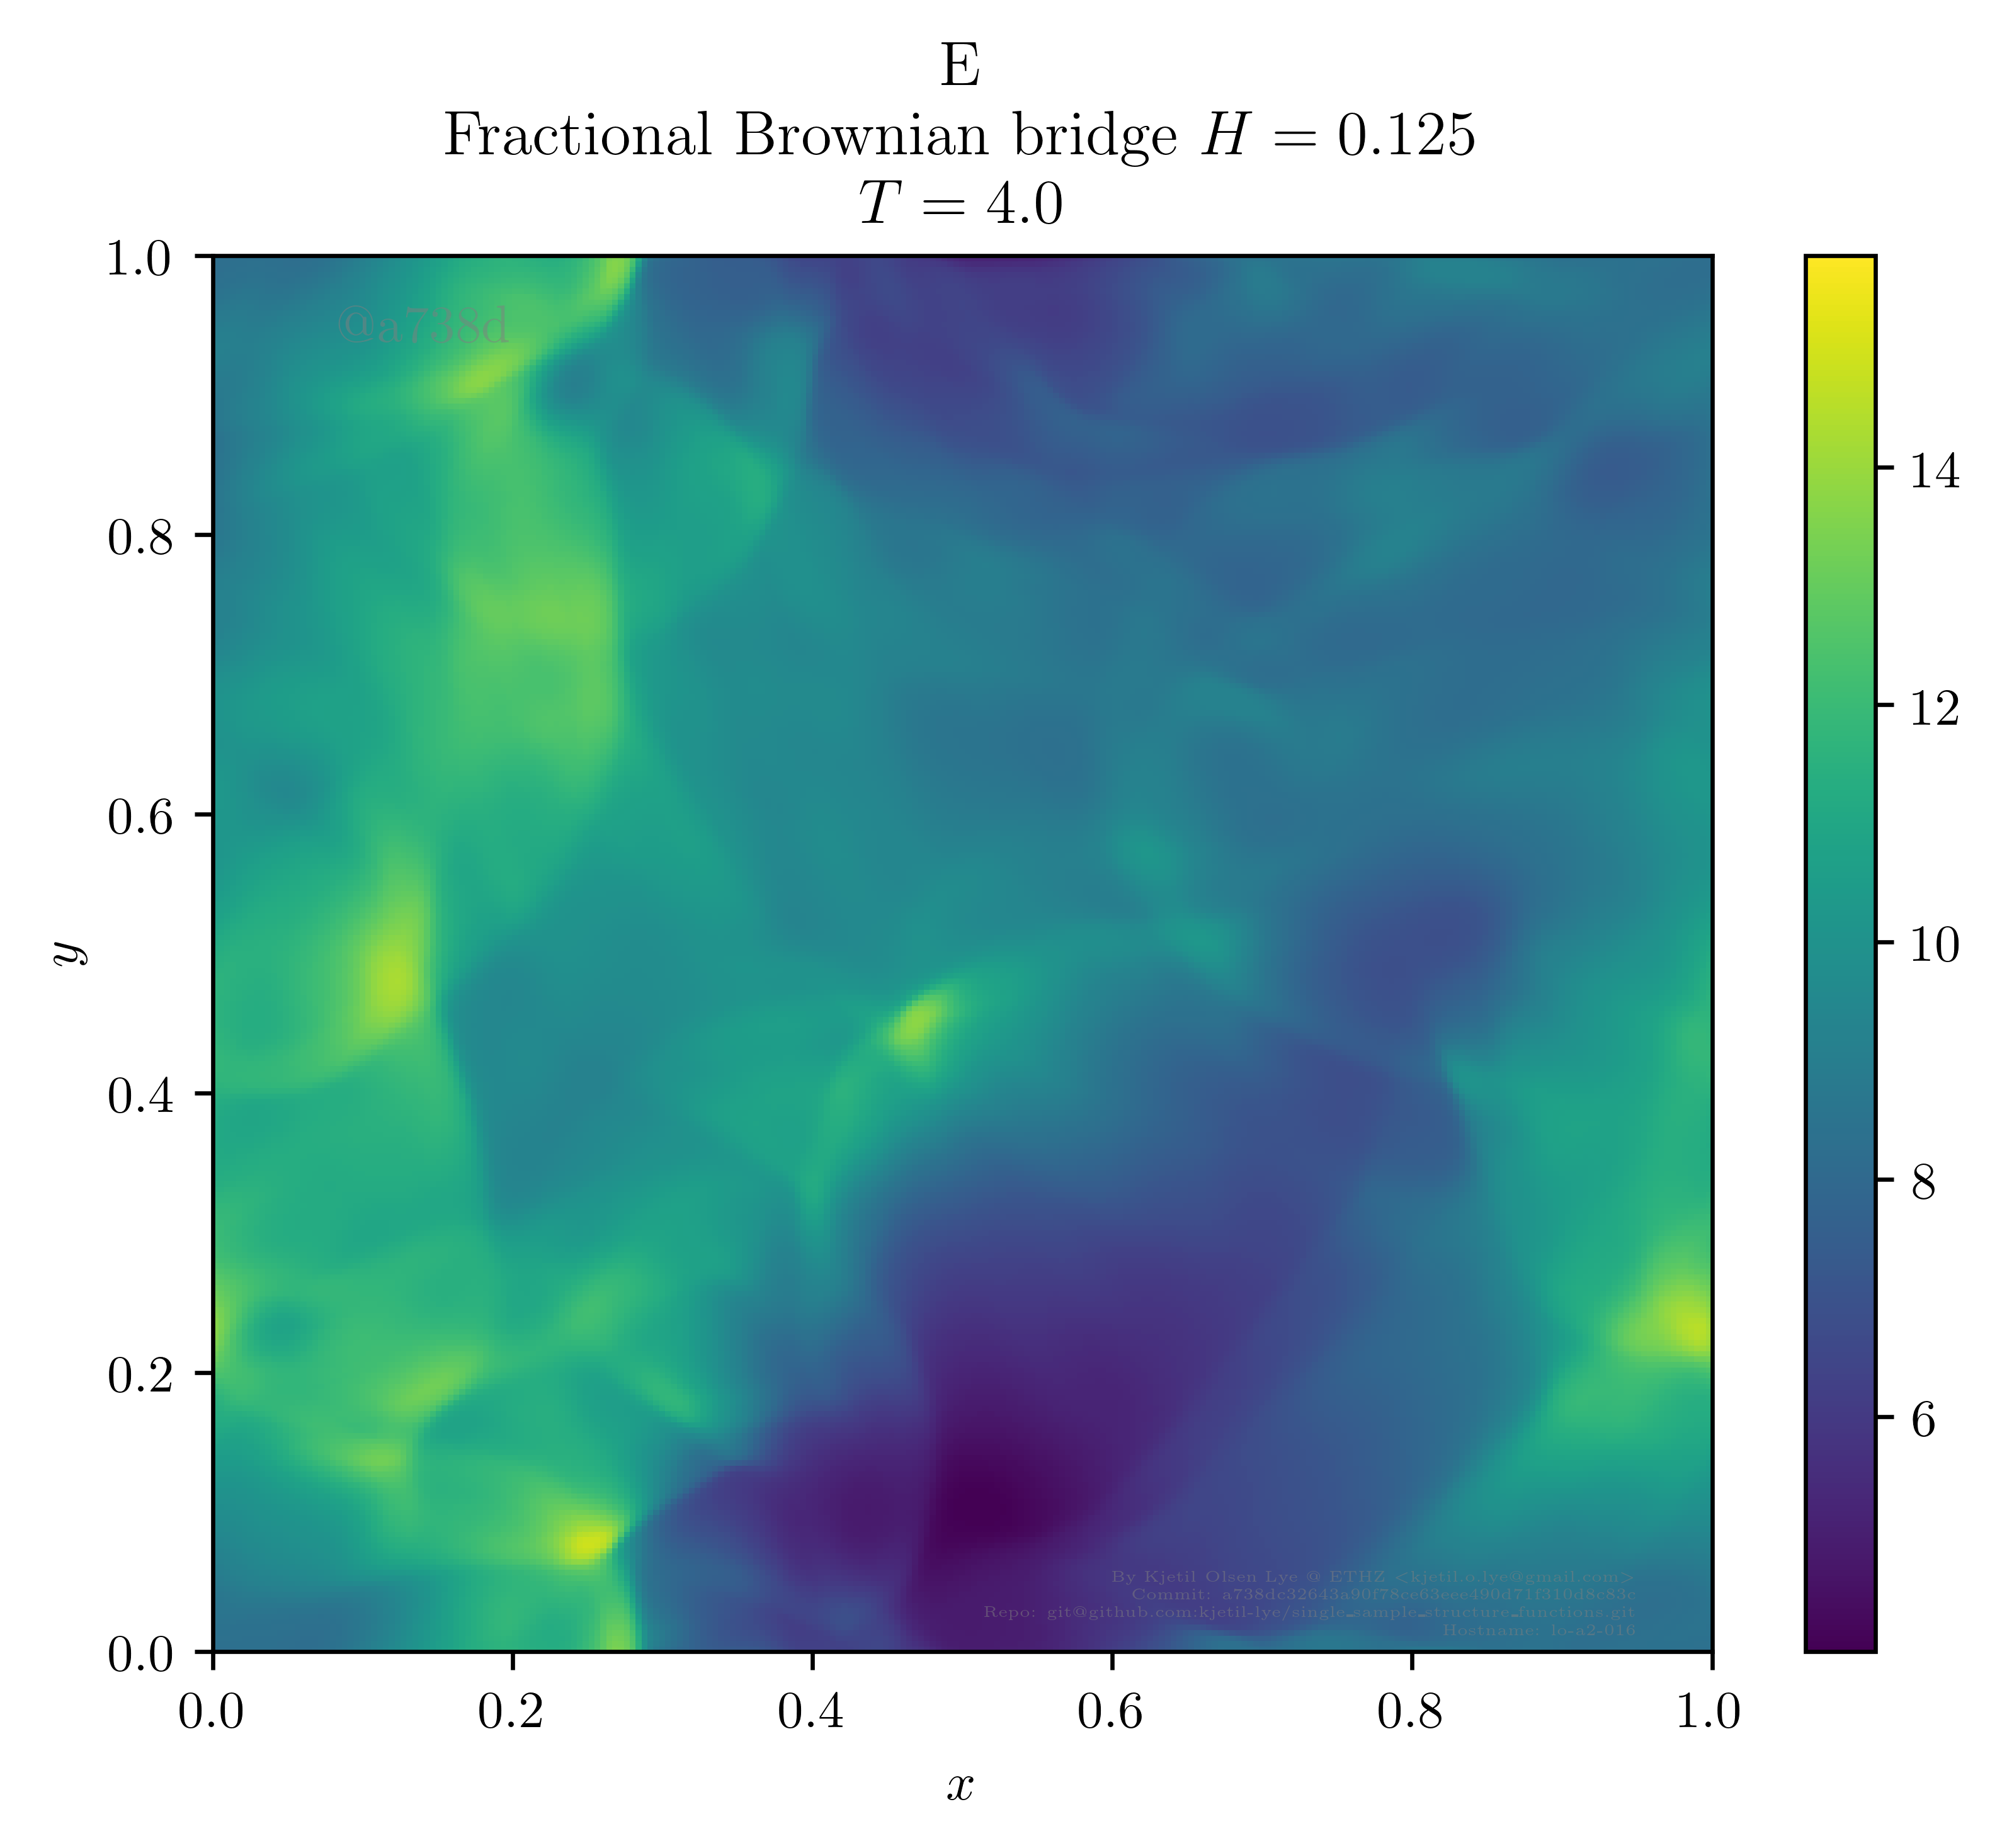 E
Fractional Brownian bridge H = 0.125
T = 4.0
1.0
@a738d
14
0.8
12
0.6
10
y
0.4
8
0.2
6
By Kjetil Olsen Lye @ ETHZ <kjetil.o.lye@gmail.com>
Commit: a738dc32643a90f78ce63eee490d71f310d8c83c
Repo: git@github.com:kjetil-lye/single_sample_structure_functions.git
Hostname: lo-a2-016
0.0
0.0 0.2 0.4 0.6 0.8 1.0
x